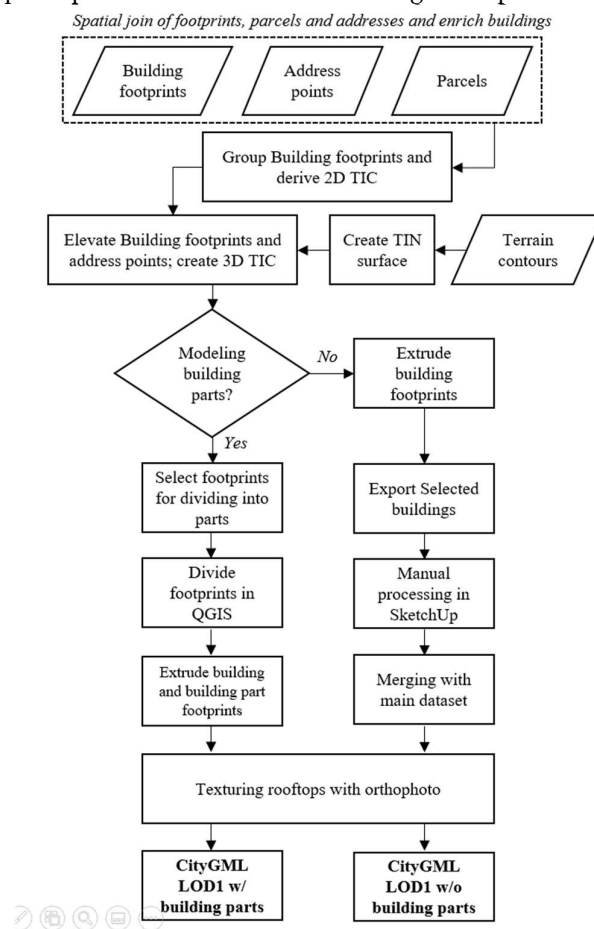 Spatial join of footprints, parcels and addresses and enrich buildings
Building
footprints
Address
points
Parcels
Group Building footprints and
derive 2D TIC
Elevate Building footprints and
address points; create 3D TIC
Create TIN
surface
Terrain
contours
Modeling
building
parts?
No
Extrude
building
footprints
Yes
Select footprints
for dividing into
parts
Export Selected
buildings
Divide
footprints in
QGIS
Manual
processing in
SketchUp
Extrude building
and building part
footprints
Merging with
main dataset
Texturing rooftops with orthophoto
CityGML
LOD1 w/
building parts
CityGML
LOD1 w/o
building parts